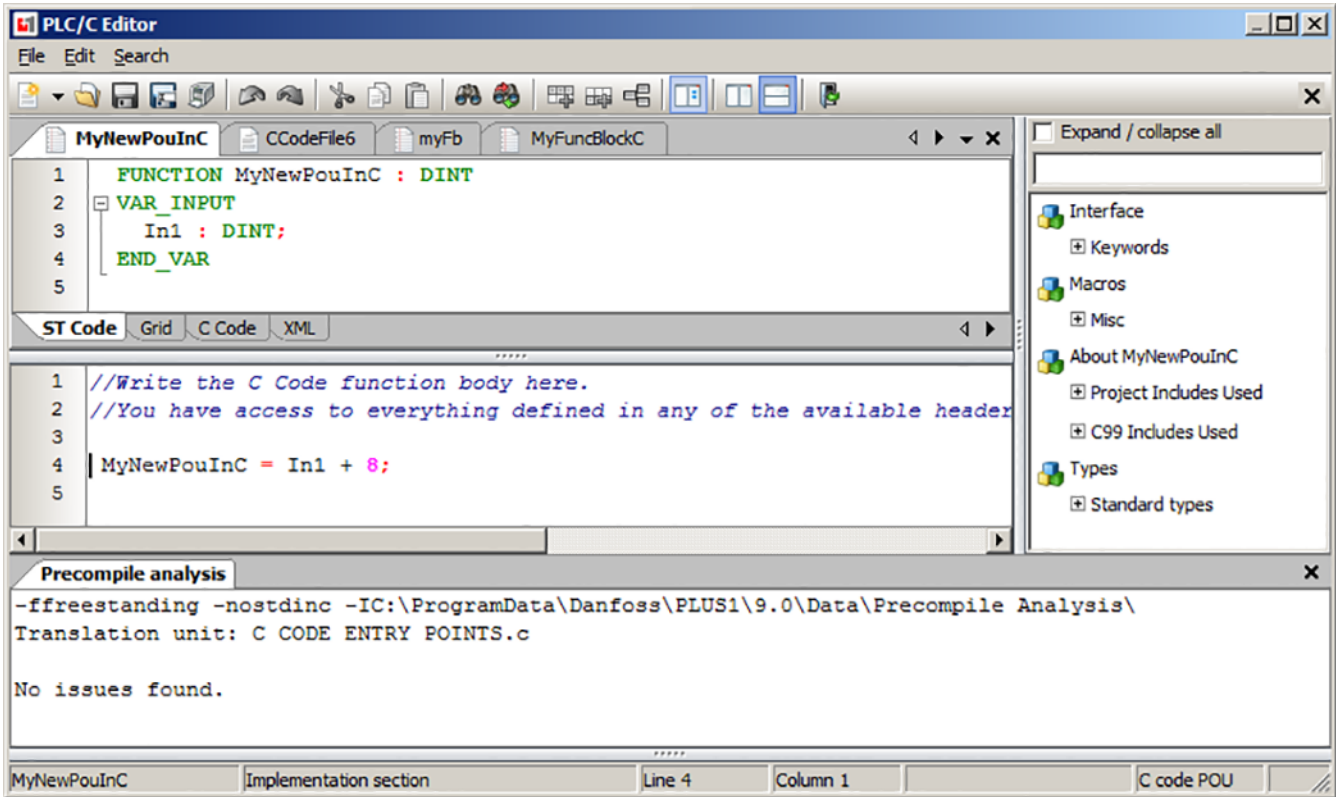 PLC/C Editor
File Edit Search
MyNewPouInC CCodeFile6 myFb MyFuncBlockC
1 FUNCTION MyNewPouInC : DINT
2 VAR_INPUT
3 In1 : DINT;
4 END_VAR
5
ST Code Grid C Code XML
1 //Write the C Code function body here.
2 //You have access to everything defined in any of the available header
3
4 MyNewPouInC = In1 + 8;
5
Expand / collapse all
Interface
Keywords
Macros
Misc
About MyNewPouInC
Project Includes Used
C99 Includes Used
Types
Standard types
Precompile analysis
-ffreestanding -nostdinc -IC:\ProgramData\Danfoss\PLUS1\9.0\Data\Precompile Analysis\
Translation unit: C CODE ENTRY POINTS.c
No issues found.
MyNewPouInC Implementation section Line 4 Column 1 C code POU